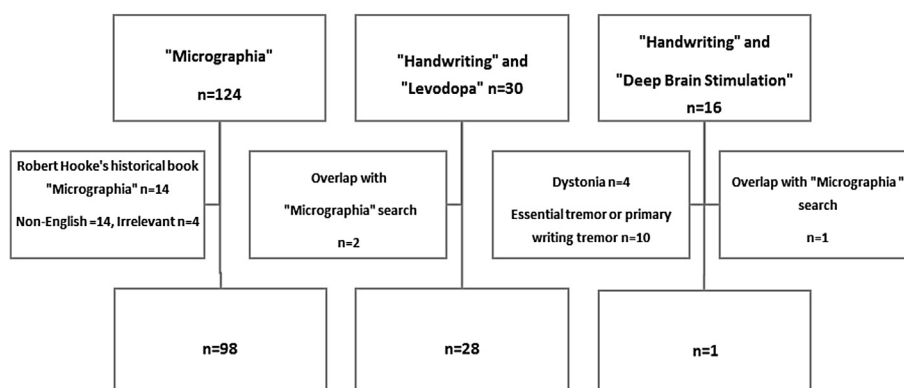 "Micrographia"
n=124
"Handwriting" and
"Levodopa" n=30
"Handwriting" and
"Deep Brain Stimulation"
n=16
Robert Hooke's historical book
"Micrographia" n=14
Non-English =14, Irrelevant n=4
Overlap with
"Micrographia" search
n=2
Dystonia n=4
Essential tremor or primary
writing tremor n=10
Overlap with "Micrographia"
search
n=1
n=98
n=28
n=1